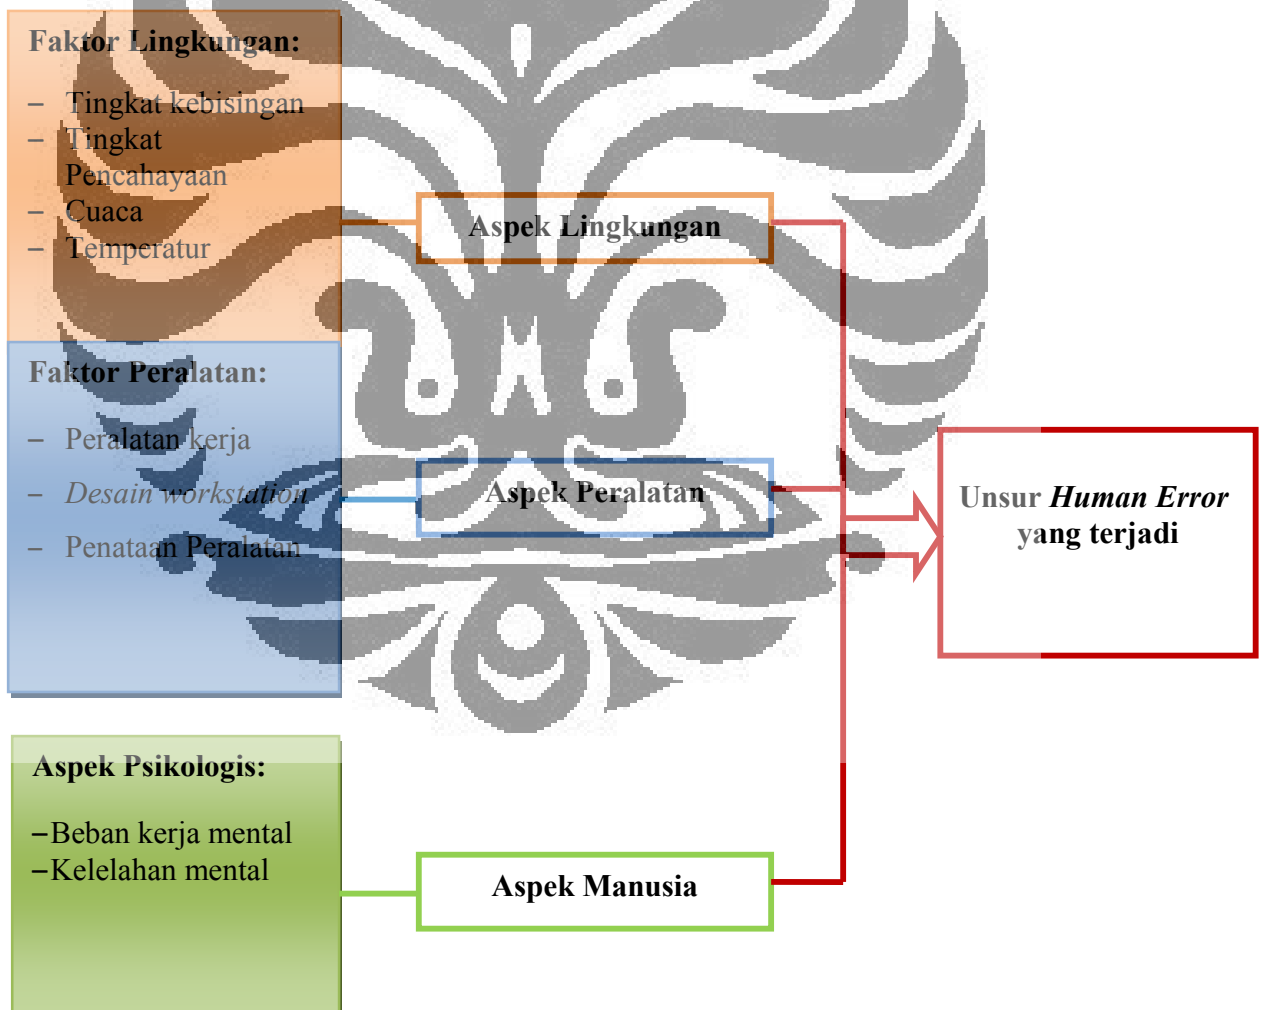 Faktor Lingkungan:
– Tingkat kebisingan
– Tingkat
Pencahayaan
– Cuaca
– Temperatur
Aspek Lingkungan
Faktor Peralatan:
– Peralatan kerja
– Desain workstation
– Penataan Peralatan
Aspek Peralatan
Unsur Human Error
yang terjadi
Aspek Psikologis:
–Beban kerja mental
–Kelelahan mental
Aspek Manusia